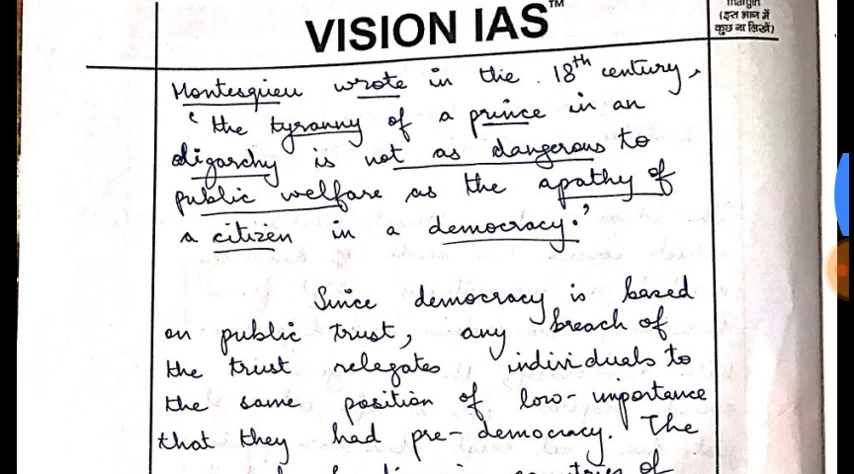 margin
(इस भाग में
कुछ ना लिखें)
VISION IAS™
Montesquieu wrote in the 18th century,
'the tyranny of a prince in an
oligarchy is not as dangerous to
public welfare as the apathy of
a citizen in a democracy.'
Since democracy is based
on public trust, any breach of
the trust relegates individuals to
the same position of low-importance
that they had pre-democracy. The
countries of